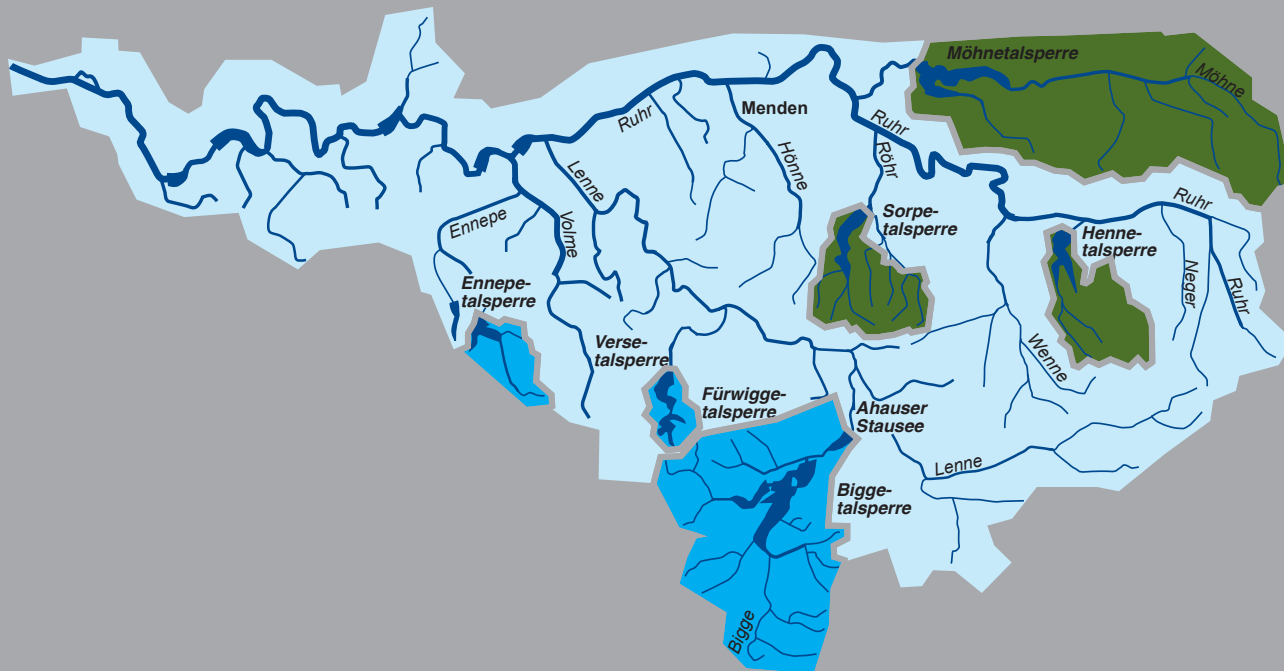 Möhnetalsperre
Möhne
Menden
Ruhr
Ruhr
Röhr
Hönne
Lenne
Ennepe
Volme
Sorpe-
talsperre
Ruhr
Henne-
talsperre
Neger
Ruhr
Ennepe-
talsperre
Verse-
talsperre
Wenne
Fürwigge-
talsperre
Ahauser
Stausee
Lenne
Bigge-
talsperre
Bigge